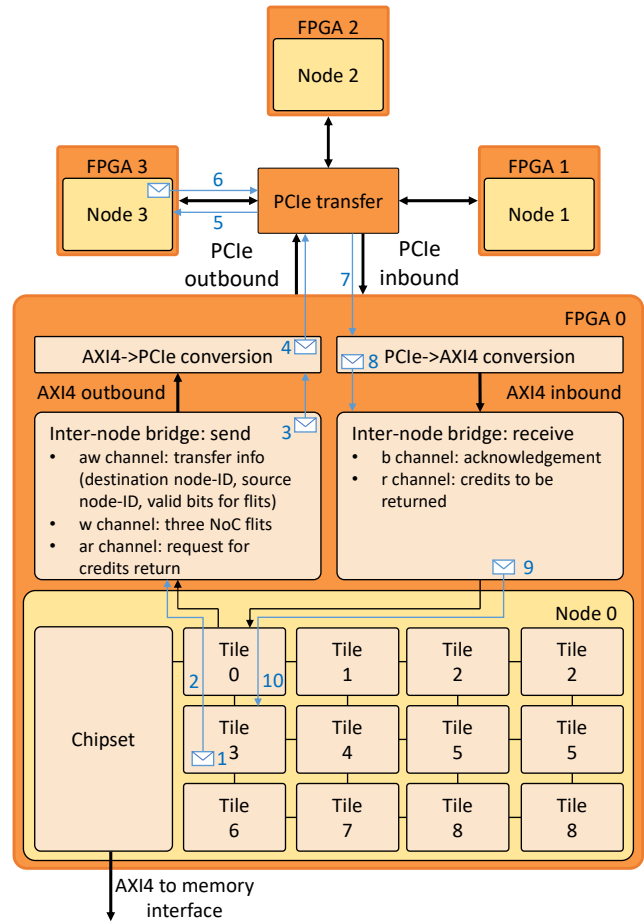 FPGA 2
Node 2
FPGA 3
Node 3
6
5
PCIe transfer
FPGA 1
Node 1
PCIe
outbound
7
PCIe
inbound
FPGA 0
AXI4->PCIe conversion
4
8
PCIe->AXI4 conversion
AXI4 outbound
AXI4 inbound
Inter-node bridge: send
3
• aw channel: transfer info
(destination node-ID, source
node-ID, valid bits for flits)
• w channel: three NoC flits
• ar channel: request for
credits return
Inter-node bridge: receive
• b channel: acknowledgement
• r channel: credits to be
returned
9
Node 0
Chipset
2
10
1
Tile
0
Tile
1
Tile
2
Tile
2
Tile
3
Tile
4
Tile
5
Tile
5
Tile
6
Tile
7
Tile
8
Tile
8
AXI4 to memory
interface